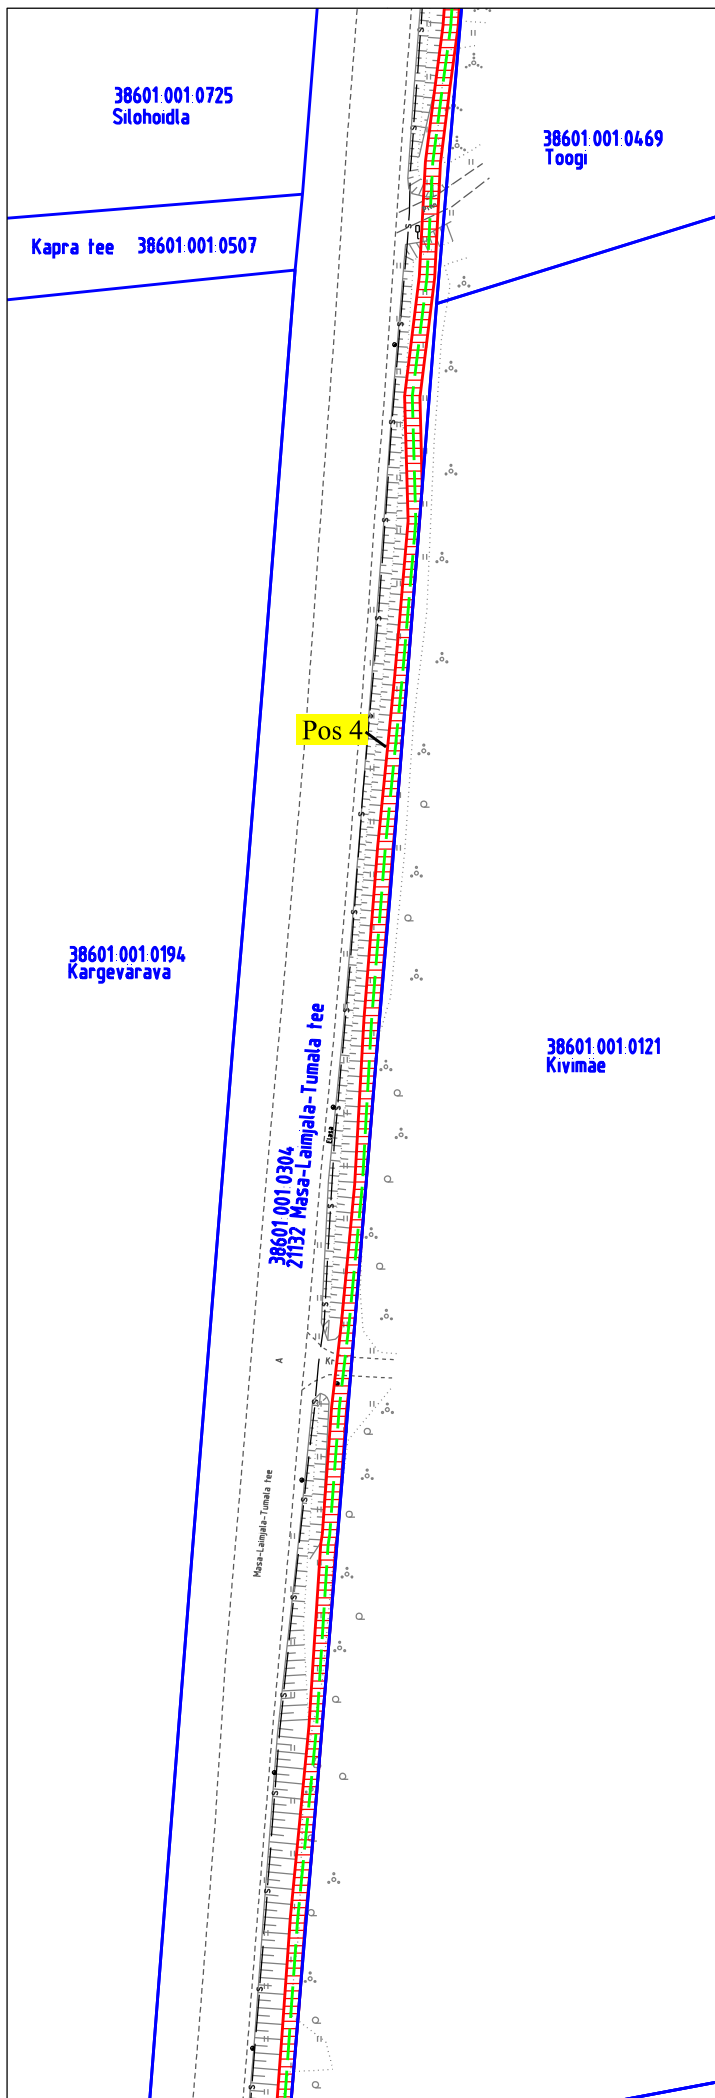 38601:001:0725
Silohoidla
38601:001:0469
Toogi
Kapra tee 38601:001:0507
Pos 4
38601:001:0194
Kargevärava
38601:001:0304
21132 Masa-Laimjala-Tumala tee
38601:001:0121
Kivimäe
A
Kr
Masa-Laimjala-Tumala tee